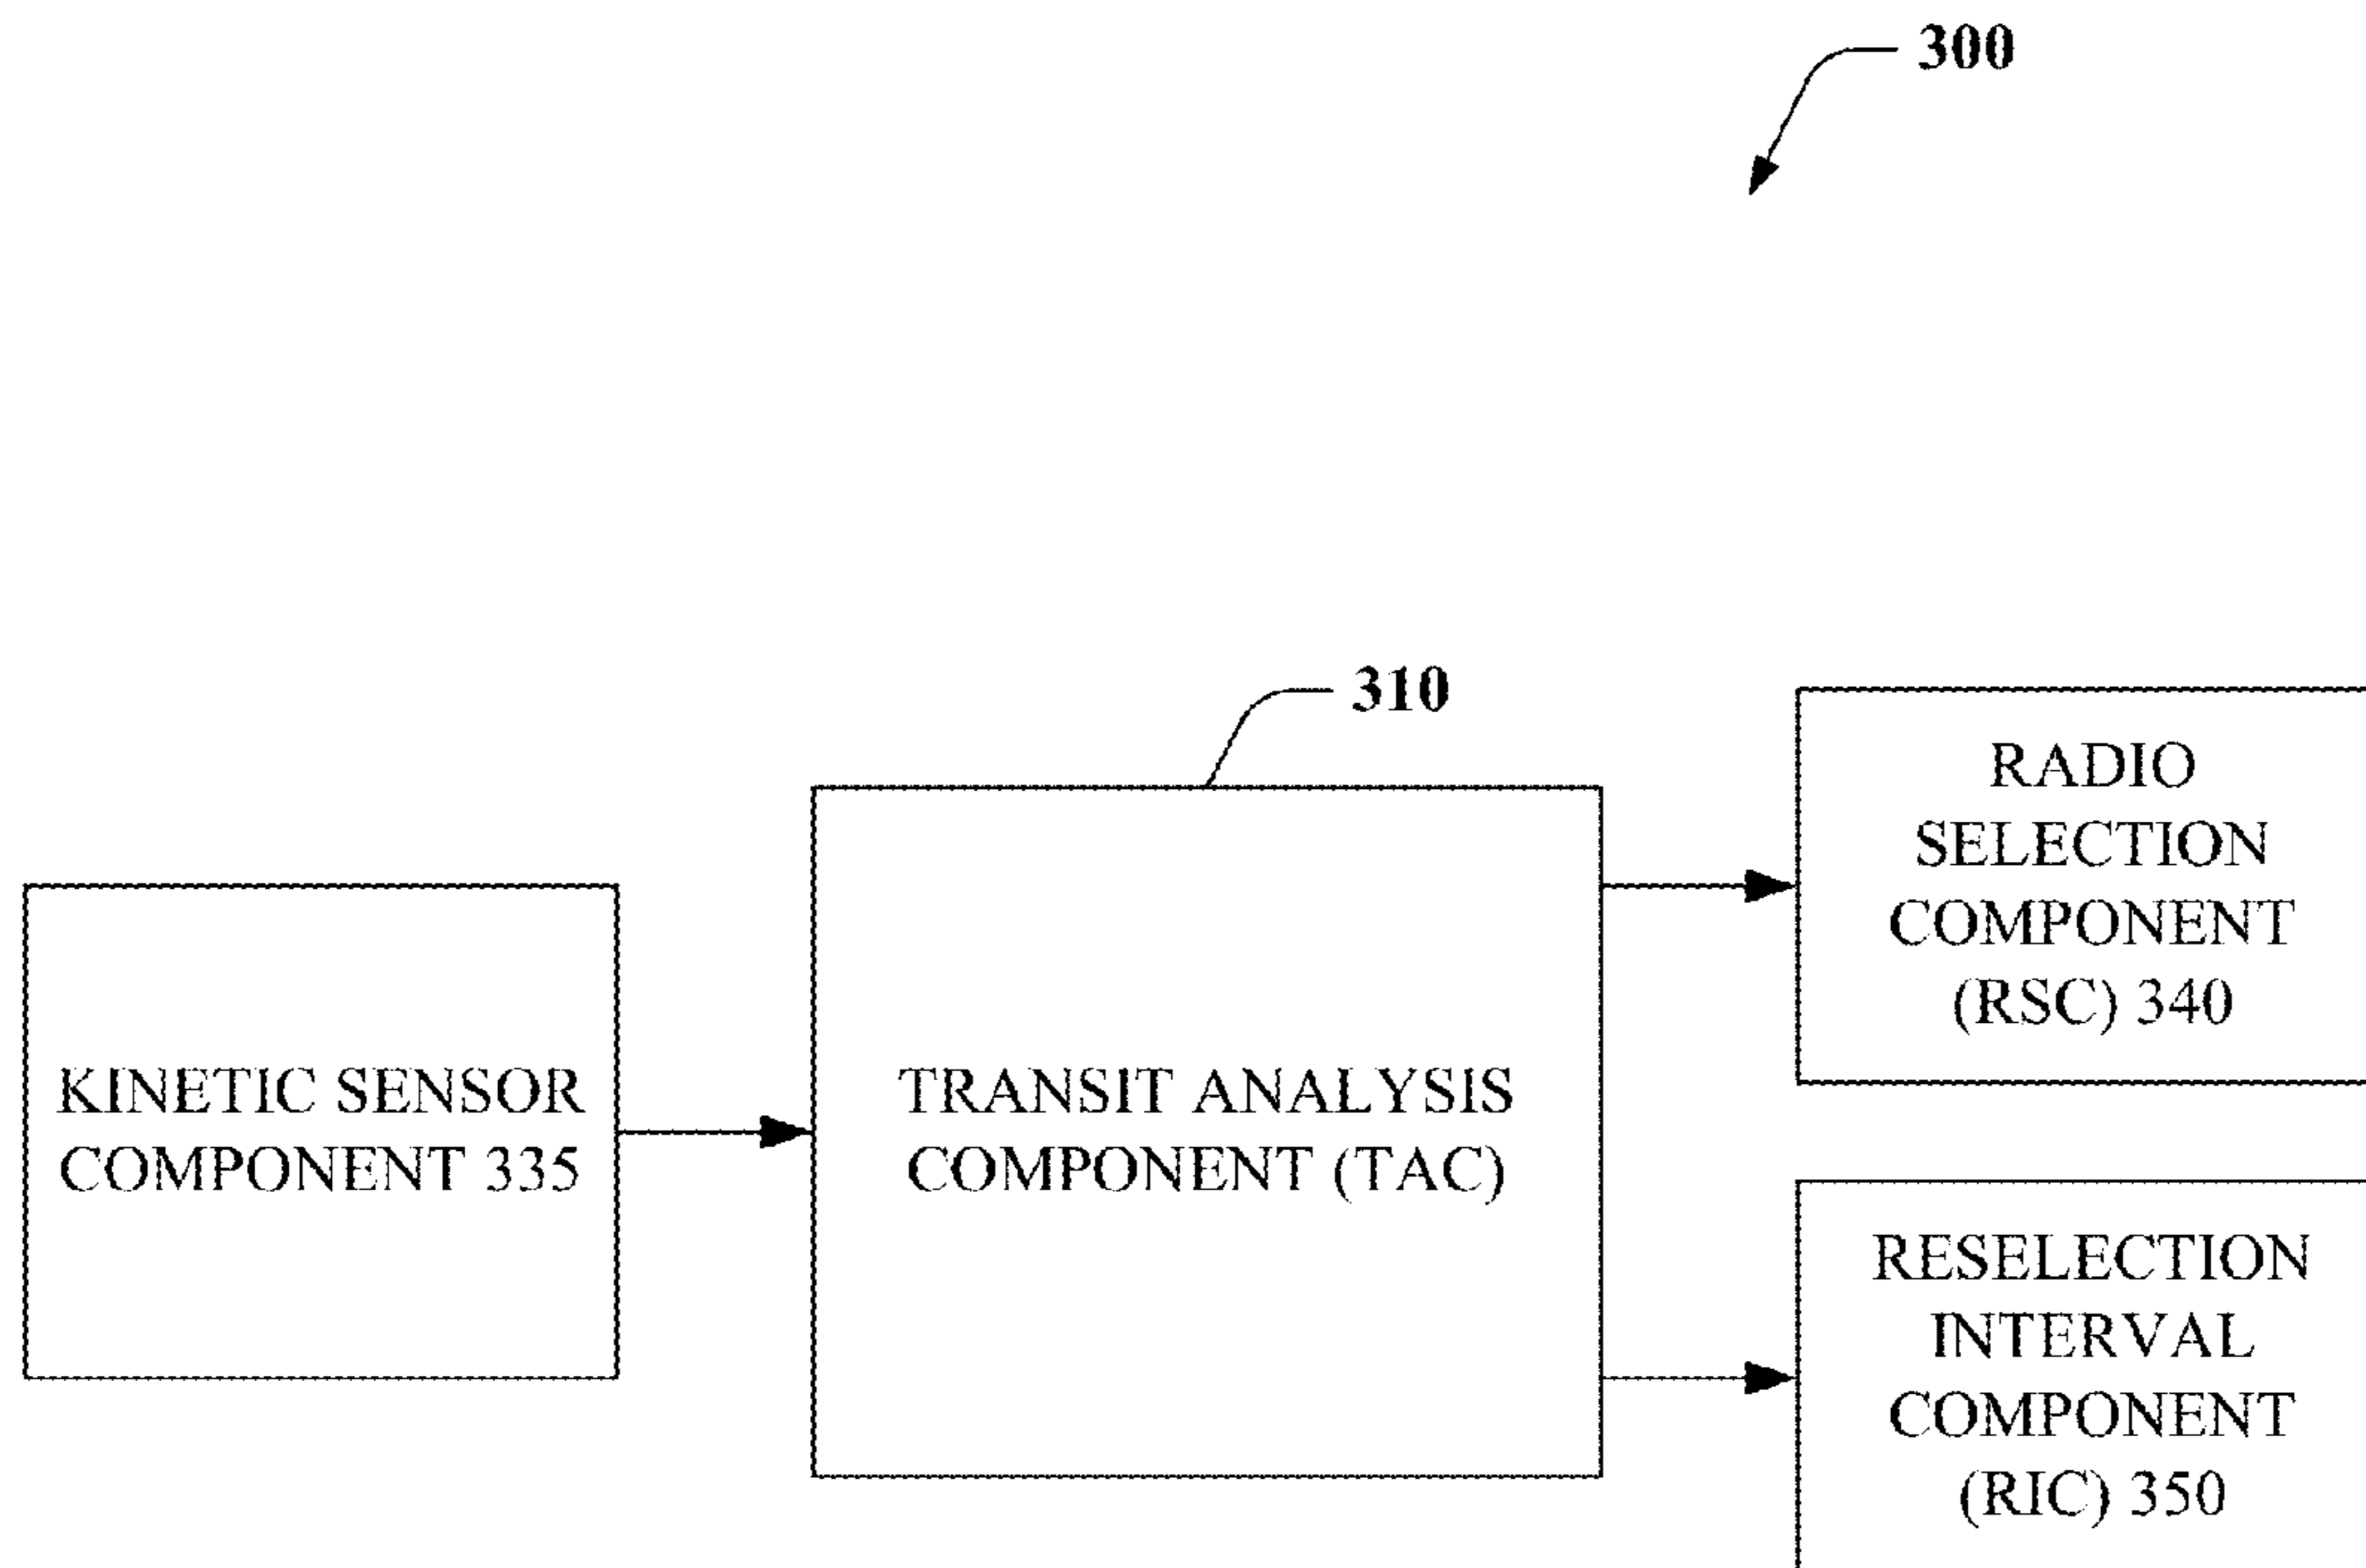 300
310
KINETIC SENSOR
COMPONENT 335
TRANSIT ANALYSIS
COMPONENT (TAC)
RADIO
SELECTION
COMPONENT
(RSC) 340
RESELECTION
INTERVAL
COMPONENT
(RIC) 350